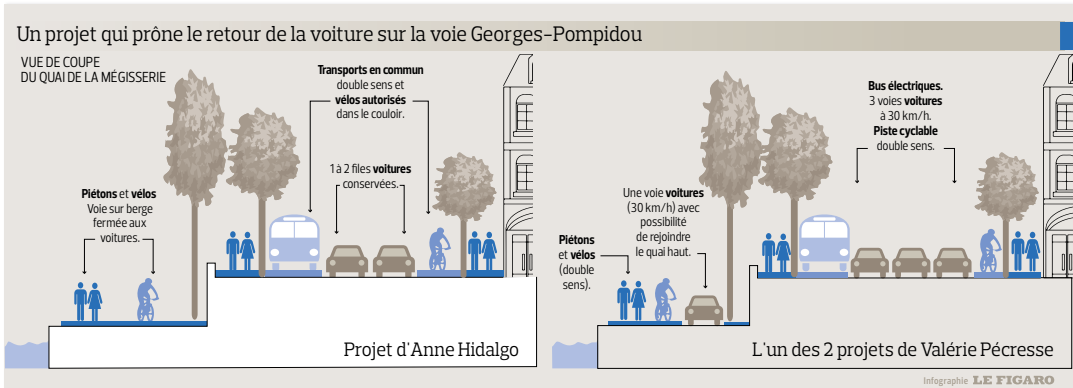 Un projet qui prône le retour de la voiture sur la voie Georges-Pompidou
VUE DE COUPE
DU QUAI DE LA MÉGISSERIE
Piétons et vélos
Voie sur berge
fermée aux
voitures.
Transports en commun
double sens et
vélos autorisés
dans le couloir.
1 à 2 files voitures
conservées.
Projet d'Anne Hidalgo
Piétons
et vélos
(double
sens).
Une voie voitures
(30 km/h) avec
possibilité
de rejoindre
le quai haut.
Bus électriques.
3 voies voitures
à 30 km/h.
Piste cyclable
double sens.
L'un des 2 projets de Valérie Pécresse
Infographie LE FIGARO